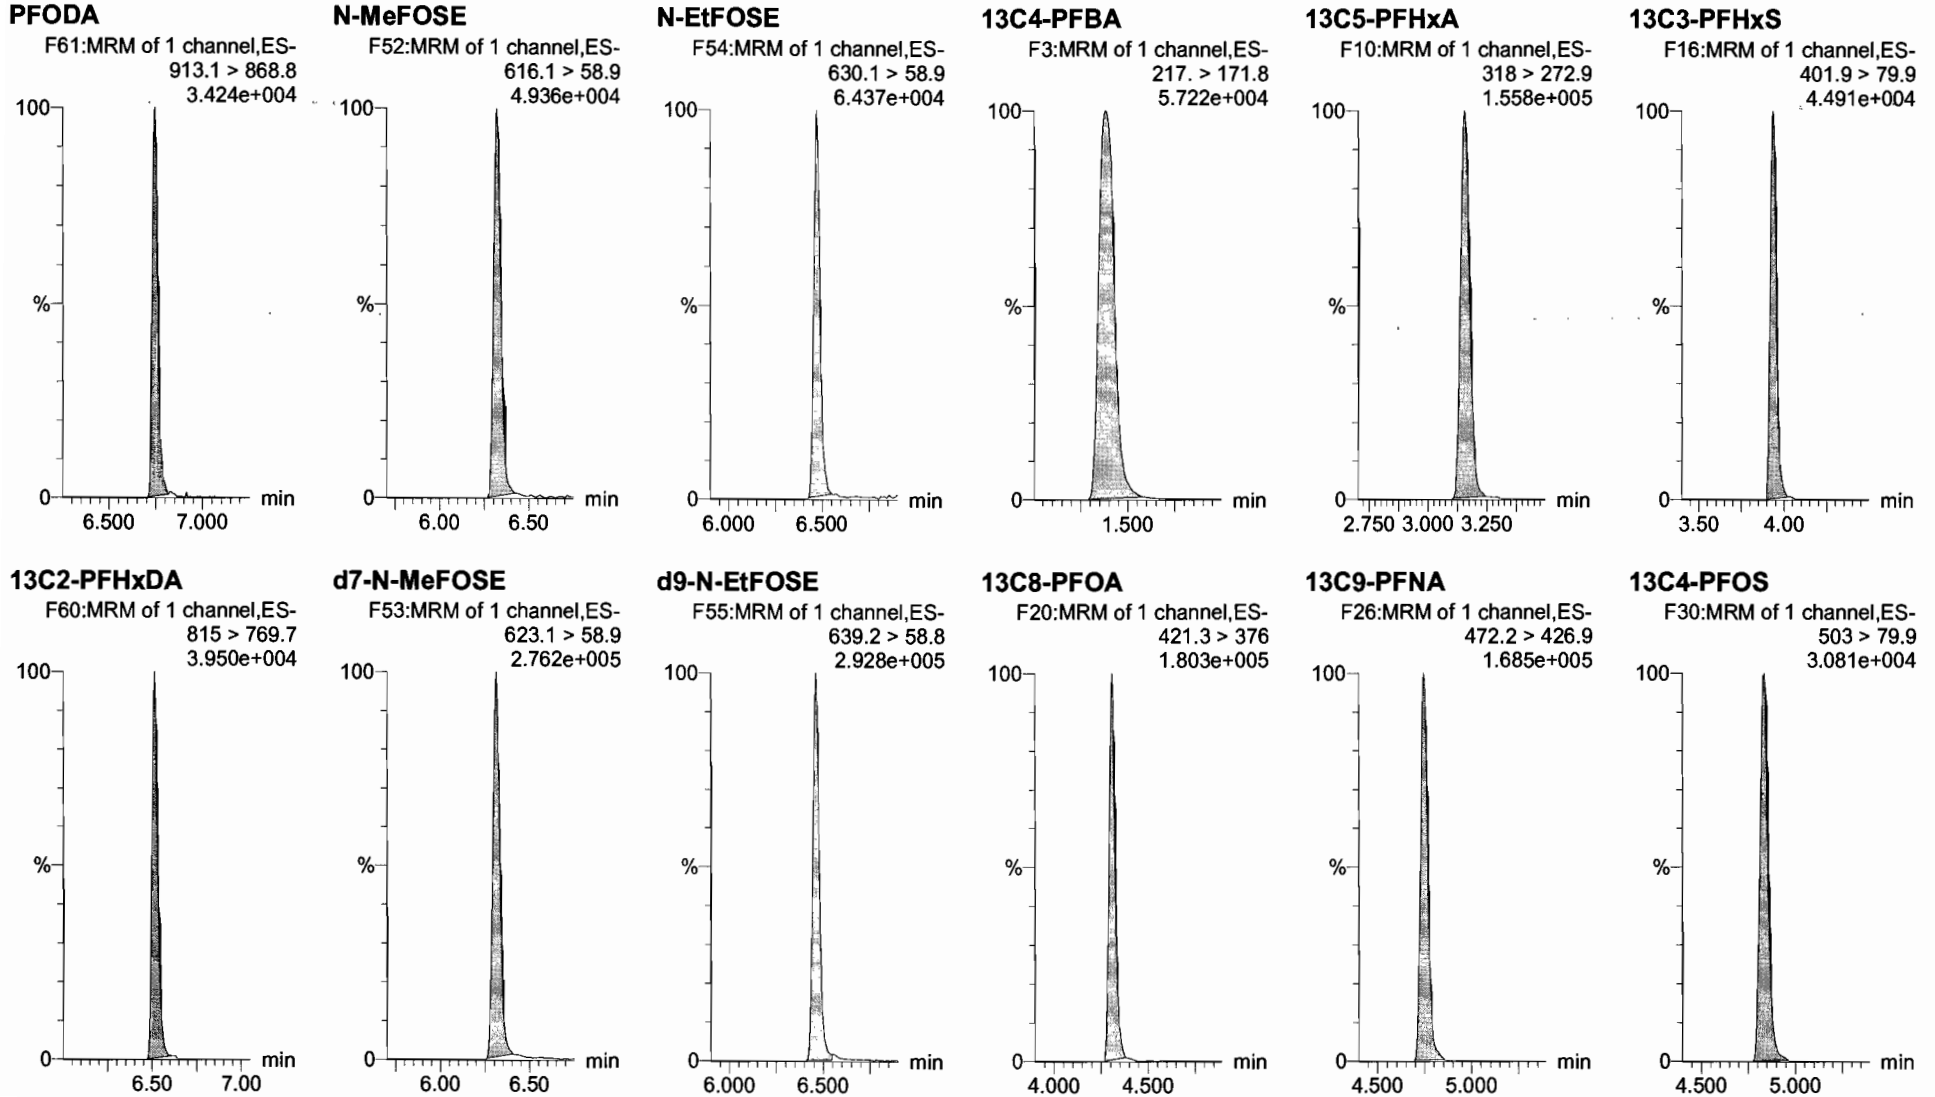 PFODA
F61:MRM of 1 channel,ES-
913.1 > 868.8
3.424e+004
100
%
0
min
6.500 7.000
N-MeFOSE
F52:MRM of 1 channel,ES-
616.1 > 58.9
4.936e+004
100
%
0
min
6.00 6.50
N-EtFOSE
F54:MRM of 1 channel,ES-
630.1 > 58.9
6.437e+004
100
%
0
min
6.000 6.500
13C4-PFBA
F3:MRM of 1 channel,ES-
217. > 171.8
5.722e+004
100
%
0
min
1.500
13C5-PFHxA
F10:MRM of 1 channel,ES-
318 > 272.9
1.558e+005
100
%
0
min
2.750 3.000 3.250
13C3-PFHxS
F16:MRM of 1 channel,ES-
401.9 > 79.9
4.491e+004
100
%
0
min
3.50 4.00
13C2-PFHxDA
F60:MRM of 1 channel,ES-
815 > 769.7
3.950e+004
100
%
0
min
6.50 7.00
d7-N-MeFOSE
F53:MRM of 1 channel,ES-
623.1 > 58.9
2.762e+005
100
%
0
min
6.00 6.50
d9-N-EtFOSE
F55:MRM of 1 channel,ES-
639.2 > 58.8
2.928e+005
100
%
0
min
6.000 6.500
13C8-PFOA
F20:MRM of 1 channel,ES-
421.3 > 376
1.803e+005
100
%
0
min
4.000 4.500
13C9-PFNA
F26:MRM of 1 channel,ES-
472.2 > 426.9
1.685e+005
100
%
0
min
4.500 5.000
13C4-PFOS
F30:MRM of 1 channel,ES-
503 > 79.9
3.081e+004
100
%
0
min
4.500 5.000